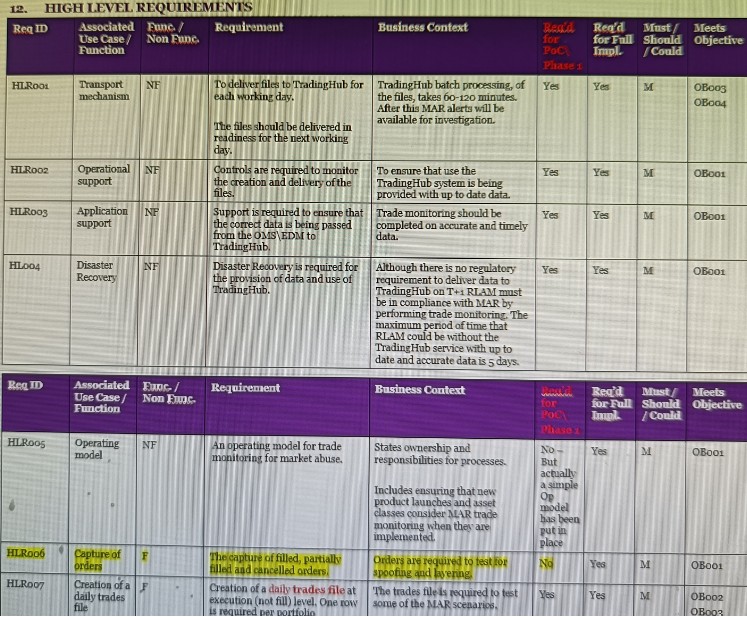 12. HIGH LEVEL REQUIREMENTS
Req ID Associated Func. / Requirement Business Context Req'd Req'd Must / Meets
Use Case / Non Func. for for Full Should Objective
Function PoC\ Impl. / Could
Phase 1
HLR001 Transport NF To deliver files to TradingHub for TradingHub batch processing, of Yes Yes M OB003
mechanism each working day. the files, takes 60-120 minutes. OB004
After this MAR alerts will be
The files should be delivered in available for investigation.
readiness for the next working
day.
HLR002 Operational NF Controls are required to monitor To ensure that use the Yes Yes M OB001
support the creation and delivery of the TradingHub system is being
files. provided with up to date data.
HLR003 Application NF Support is required to ensure that Trade monitoring should be Yes Yes M OB001
support the correct data is being passed completed on accurate and timely
from the OMS\EDM to data.
TradingHub.
HL004 Disaster NF Disaster Recovery is required for Although there is no regulatory Yes Yes M OB001
Recovery the provision of data and use of requirement to deliver data to
TradingHub. TradingHub on T+1 RLAM must
be in compliance with MAR by
performing trade monitoring. The
maximum period of time that
RLAM could be without the
TradingHub service with up to
date and accurate data is 5 days.
Req ID Associated Func. / Requirement Business Context Req'd Req'd Must / Meets
Use Case / Non Func. for for Full Should Objective
Function PoC\ Impl. / Could
Phase 1
HLR005 Operating NF An operating model for trade States ownership and No – Yes M OB001
model monitoring for market abuse. responsibilities for processes. But
actually
Includes ensuring that new a simple
product launches and asset Op
classes consider MAR trade model
monitoring when they are has been
implemented. put in
place
HLR006 Capture of F The capture of filled, partially Orders are required to test for No Yes M OB001
orders filled and cancelled orders. spoofing and layering.
HLR007 Creation of a F Creation of a daily trades file at The trades file is required to test Yes Yes M OB002
daily trades execution (not fill) level. One row some of the MAR scenarios. OB003
file is required per portfolio